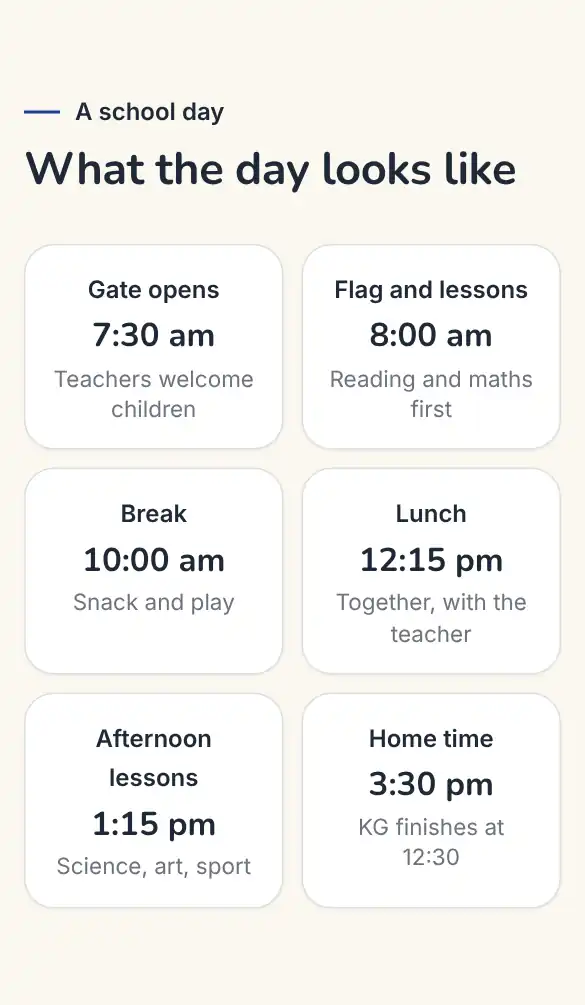 A school day
What the day looks like
Gate opens
7:30 am
Teachers welcome
children
Flag and lessons
8:00 am
Reading and maths
first
Break
10:00 am
Snack and play
Lunch
12:15 pm
Together, with the
teacher
Afternoon
lessons
1:15 pm
Science, art, sport
Home time
3:30 pm
KG finishes at
12:30